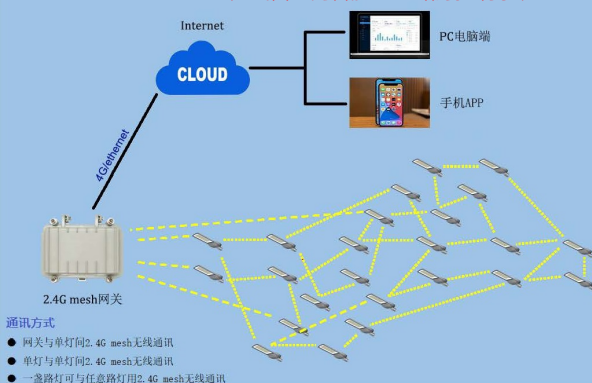 Internet
CLOUD
PC电脑端
手机APP
4G/ethernet
2.4G mesh网关
通讯方式
● 网关与单灯间2.4G mesh无线通讯
● 单灯与单灯间2.4G mesh无线通讯
● 一盏路灯可与任意路灯用2.4G mesh无线通讯